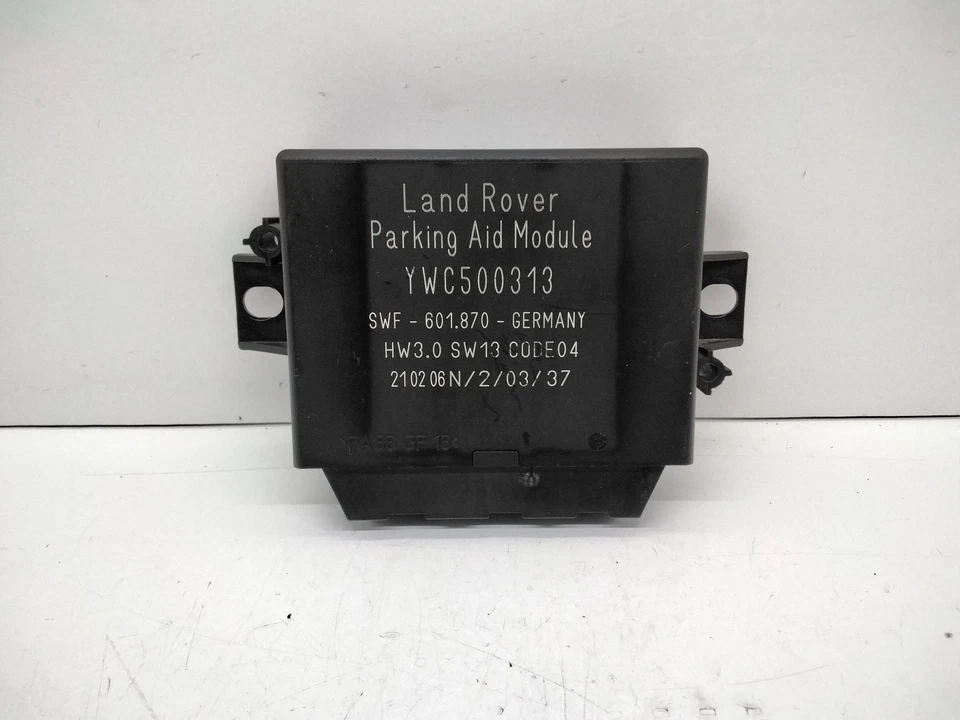 Land Rover
Parking Aid Module
YWC500313
SWF - 601.870 - GERMANY
HW3.0 SW13 CODE04
210206N/2/03/37